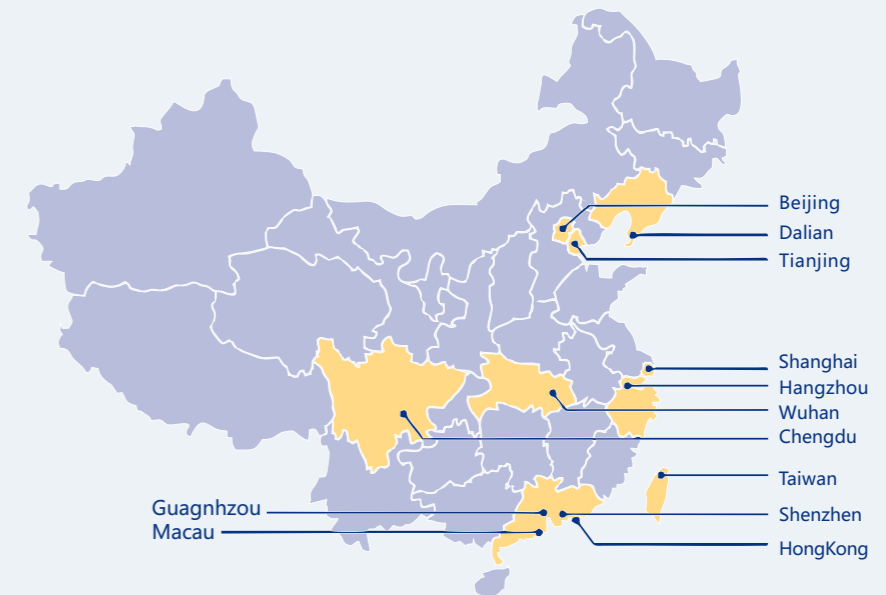 Beijing
Dalian
Tianjing
Shanghai
Hangzhou
Wuhan
Chengdu
Taiwan
Guagnhzou
Shenzhen
Macau
HongKong